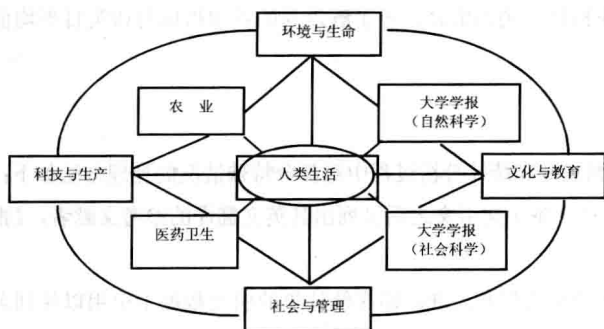 环境与生命
农 业
大学学报
(自然科学)
科技与生产
人类生活
文化与教育
医药卫生
大学学报
(社会科学)
社会与管理